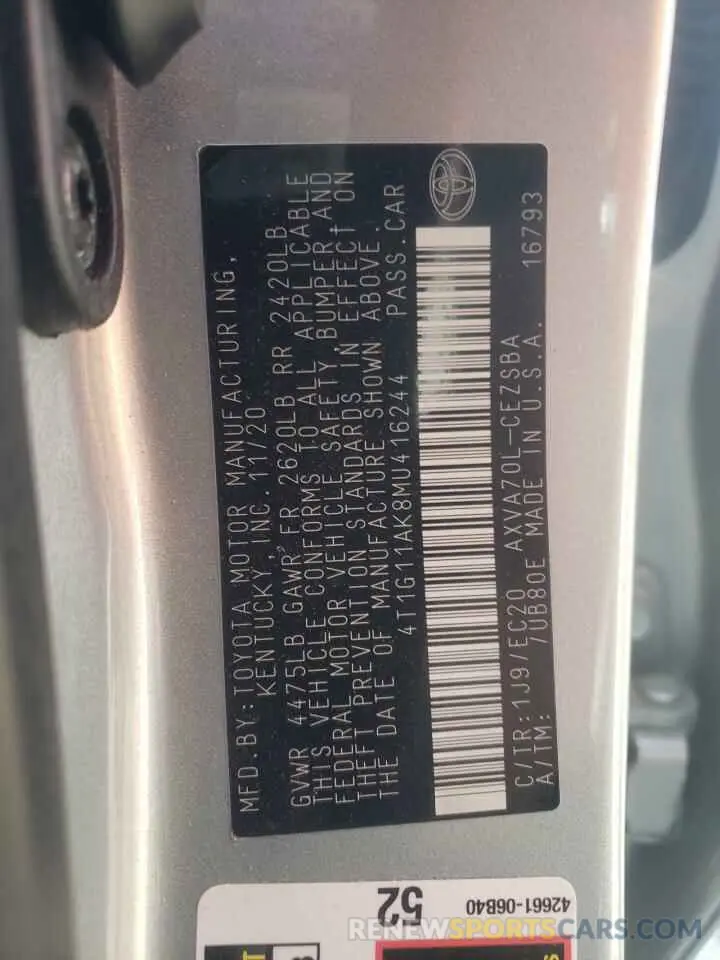 MFD.BY:TOYOTA MOTOR MANUFACTURING,
KENTUCKY, INC. 11/20
GVWR 4475LB GAWR FR 2620LB RR 2420LB
THIS VEHICLE CONFORMS TO ALL APPLICABLE
FEDERAL MOTOR VEHICLE SAFETY, BUMPER AND
THEFT PREVENTION STANDARDS IN EFFECT ON
THE DATE OF MANUFACTURE SHOWN ABOVE.
4T1G11AK8MU416244 PASS.CAR
C/TR:1J9/EC20 AXVA70L-CEZSBA
A/TM: /UB80E MADE IN U.S.A. 16793
52
42661-06B40
RENEWSPORTSCARS.COM